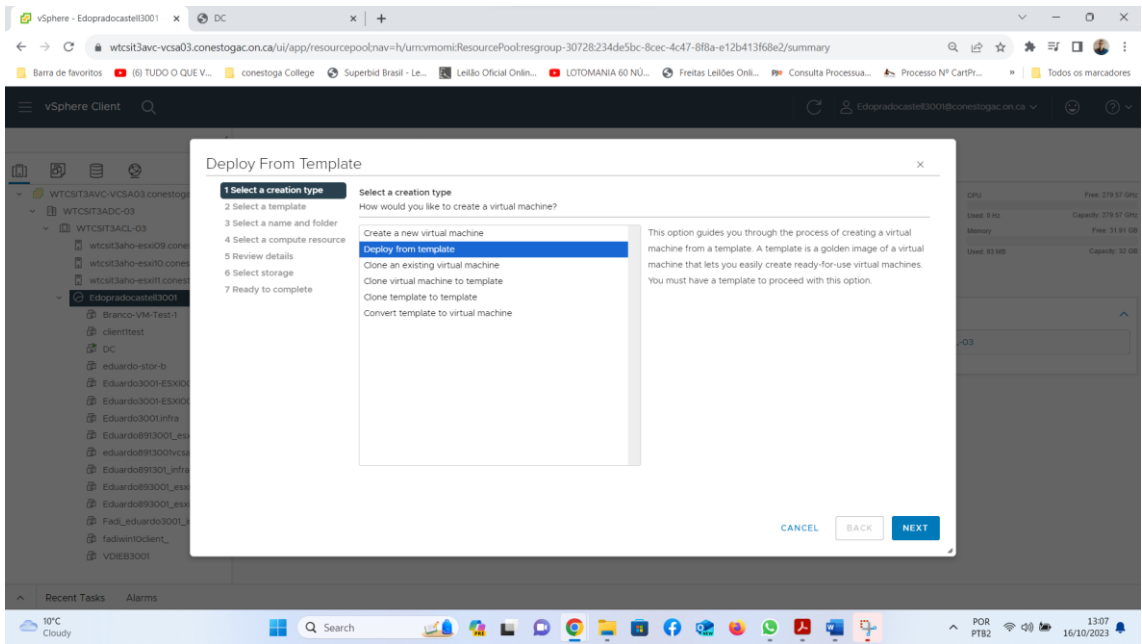 vSphere - Edopradocastell3001
DC
wtcsit3avc-vcsa03.conestogac.on.ca/ui/app/resourcepool;nav=h/urn:vmomi:ResourcePool:resgroup-30728:234de5bc-8cec-4c47-8f8a-e12b413f68e2/summary
Barra de favoritos
(6) TUDO O QUE V...
conestoga College
Superbid Brasil - Le...
Leilão Oficial Onlin...
LOTOMANIA 60 NÚ...
Freitas Leilões Onli...
Consulta Processua...
Processo Nº CartPr...
Todos os marcadores
vSphere Client
Edopradocastell3001@conestogac.on.ca
WTCSIT3AVC-VCSA03.conestoga
WTCSIT3ADC-03
WTCSIT3ACL-03
wtcsit3aho-esxi09.cones
wtcsit3aho-esxi10.cones
wtcsit3aho-esxi11.conest
Edopradocastell3001
Branco-VM-Test-1
client1test
DC
eduardo-stor-b
Eduardo3001-ESXI00
Eduardo3001-ESXI00
Eduardo3001.infra
Eduardo8913001_esx
eduardo8913001vcsa
Eduardo891301_infra
Eduardo893001_esxi
Eduardo893001_esxi
Fadi_eduardo3001_i
fadiwin10client_
VDIEB3001
Deploy From Template
1 Select a creation type
2 Select a template
3 Select a name and folder
4 Select a compute resource
5 Review details
6 Select storage
7 Ready to complete
Select a creation type
How would you like to create a virtual machine?
Create a new virtual machine
Deploy from template
Clone an existing virtual machine
Clone virtual machine to template
Clone template to template
Convert template to virtual machine
This option guides you through the process of creating a virtual
machine from a template. A template is a golden image of a virtual
machine that lets you easily create ready-for-use virtual machines.
You must have a template to proceed with this option.
CANCEL
BACK
NEXT
CPU
Free: 279.57 GHz
Used: 0 Hz
Capacity: 279.57 GHz
Memory
Free: 31.91 GB
Used: 93 MB
Capacity: 32 GB
-03
Recent Tasks
Alarms
10°C
Cloudy
Search
POR
PTB2
13:07
16/10/2023